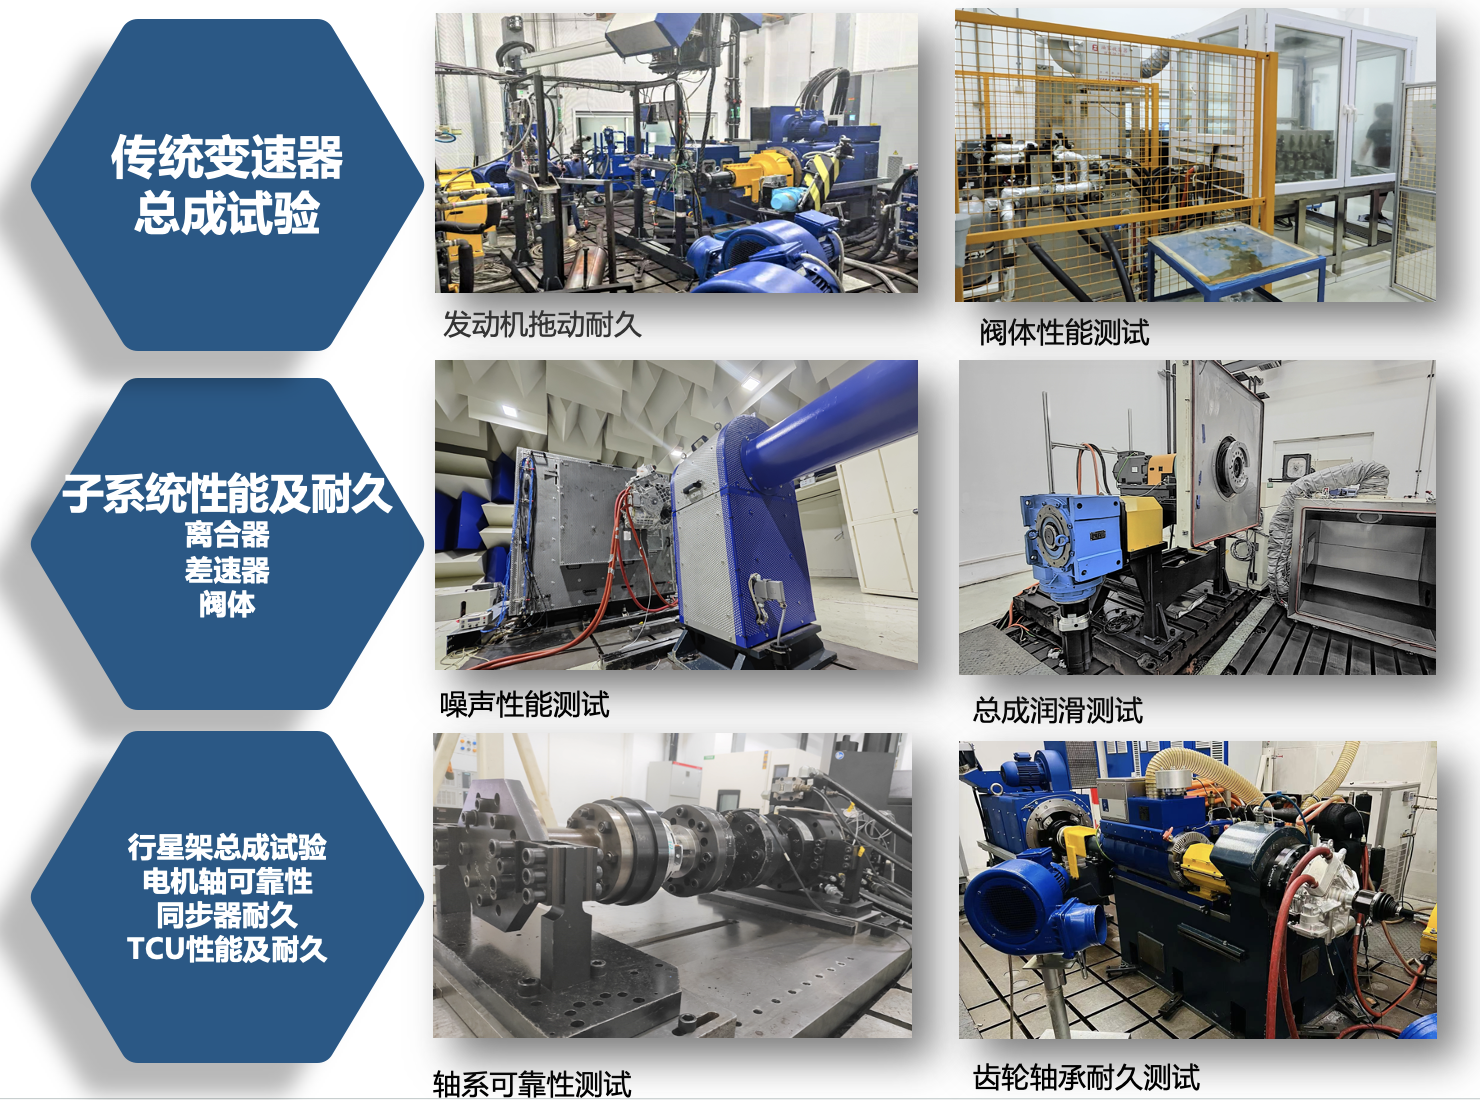 传统变速器
总成试验
发动机拖动耐久
阀体性能测试
子系统性能及耐久
离合器
差速器
阀体
噪声性能测试
总成润滑测试
行星架总成试验
电机轴可靠性
同步器耐久
TCU性能及耐久
轴系可靠性测试
齿轮轴承耐久测试